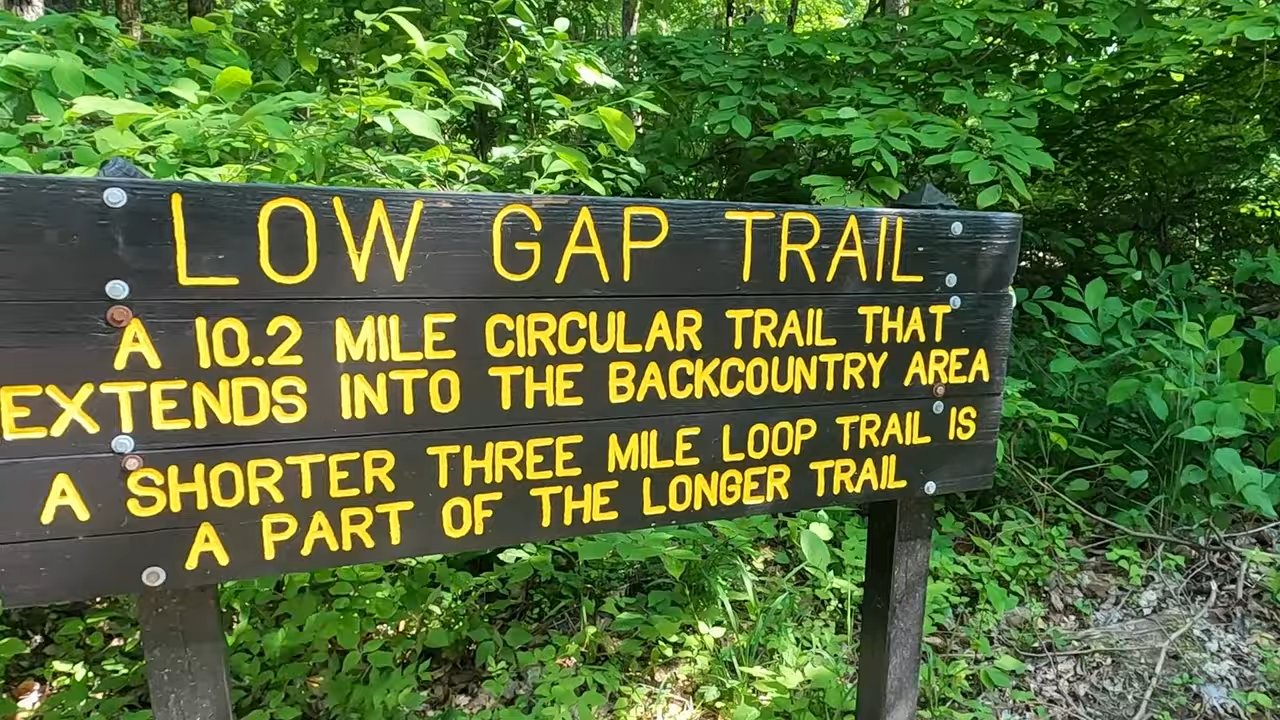 LOW GAP TRAIL
A 10.2 MILE CIRCULAR TRAIL THAT
EXTENDS INTO THE BACKCOUNTRY AREA
A SHORTER THREE MILE LOOP TRAIL IS
A PART OF THE LONGER TRAIL